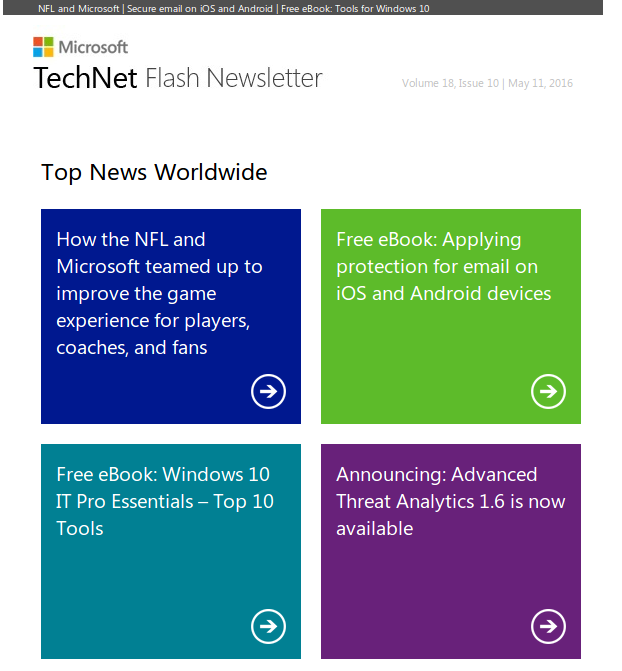 NFL and Microsoft | Secure email on iOS and Android | Free eBook: Tools for Windows 10
Microsoft
TechNet Flash Newsletter
Volume 18, Issue 10 | May 11, 2016
Top News Worldwide
How the NFL and
Microsoft teamed up to
improve the game
experience for players,
coaches, and fans
Free eBook: Applying
protection for email on
iOS and Android devices
Free eBook: Windows 10
IT Pro Essentials – Top 10
Tools
Announcing: Advanced
Threat Analytics 1.6 is now
available